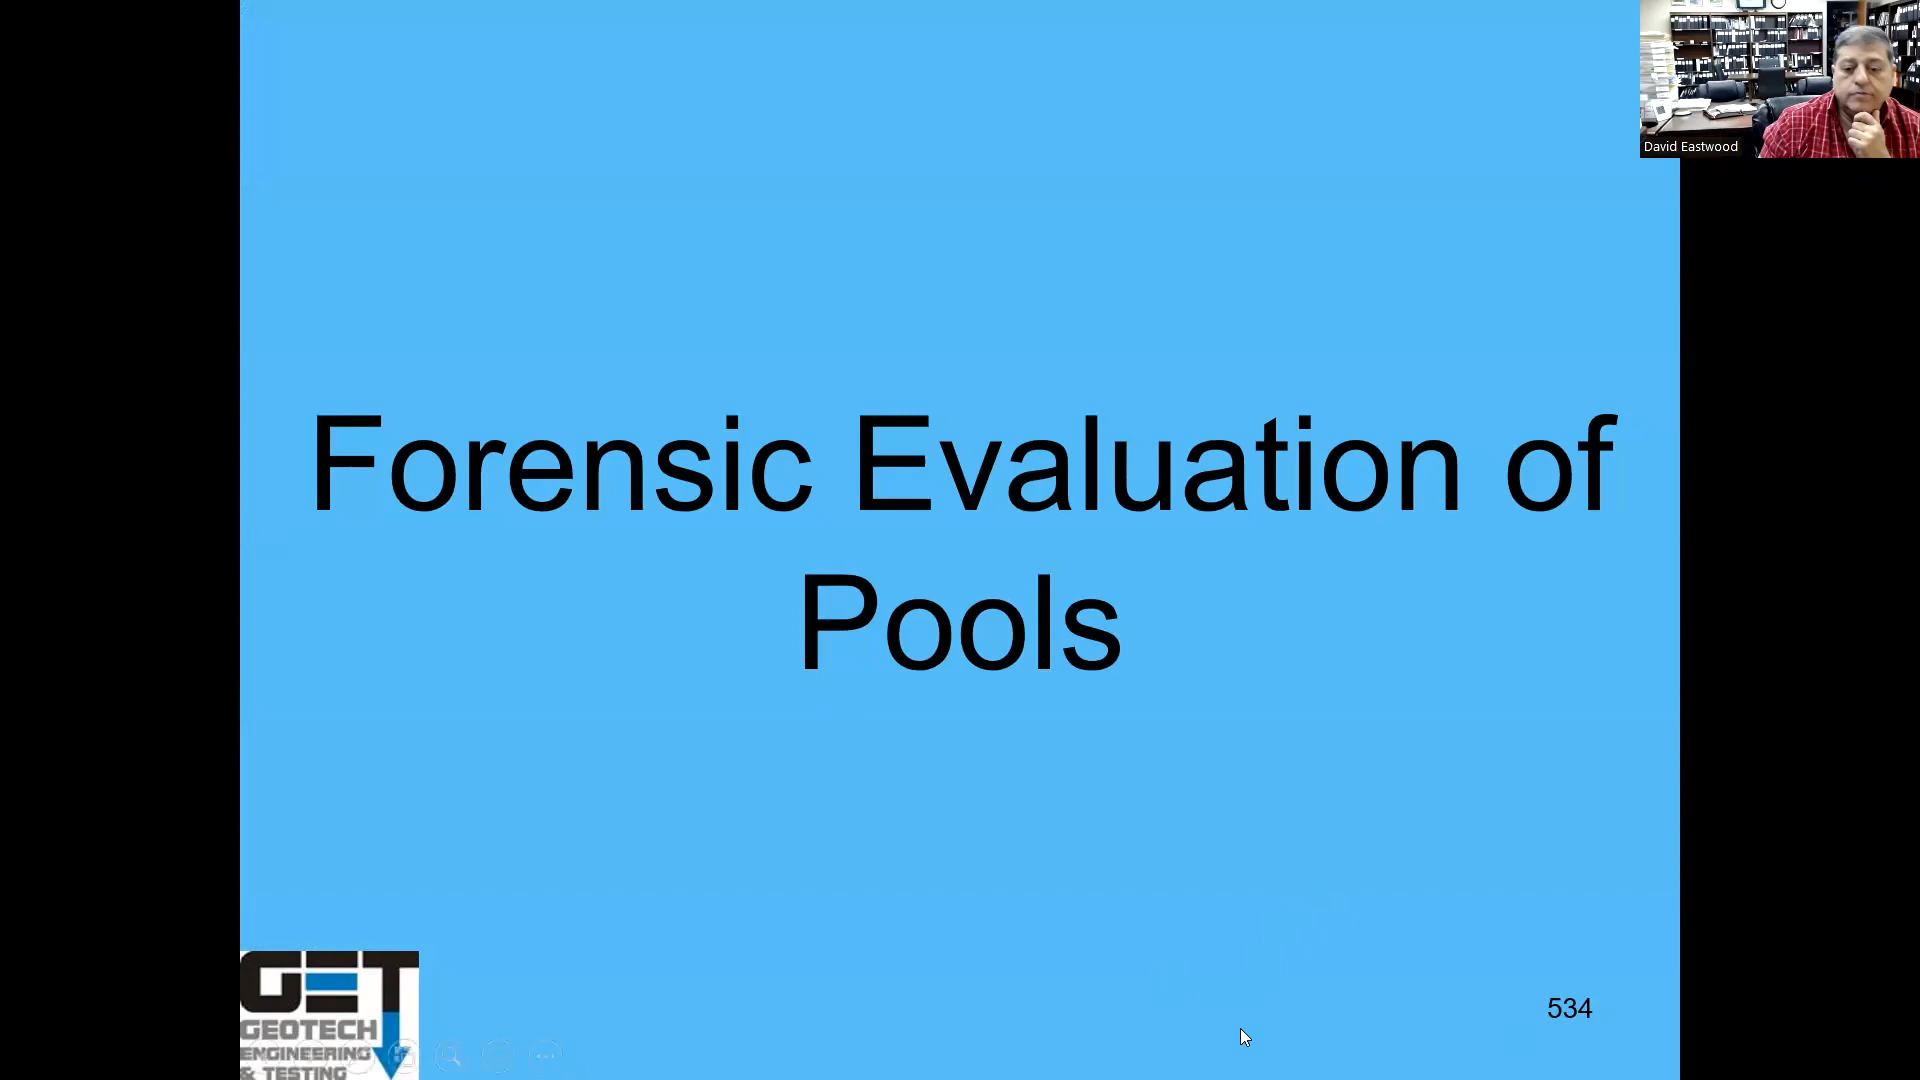 David Eastwood
Forensic Evaluation of
Pools
GET
GEOTECH
ENGINEERING
& TESTING
534